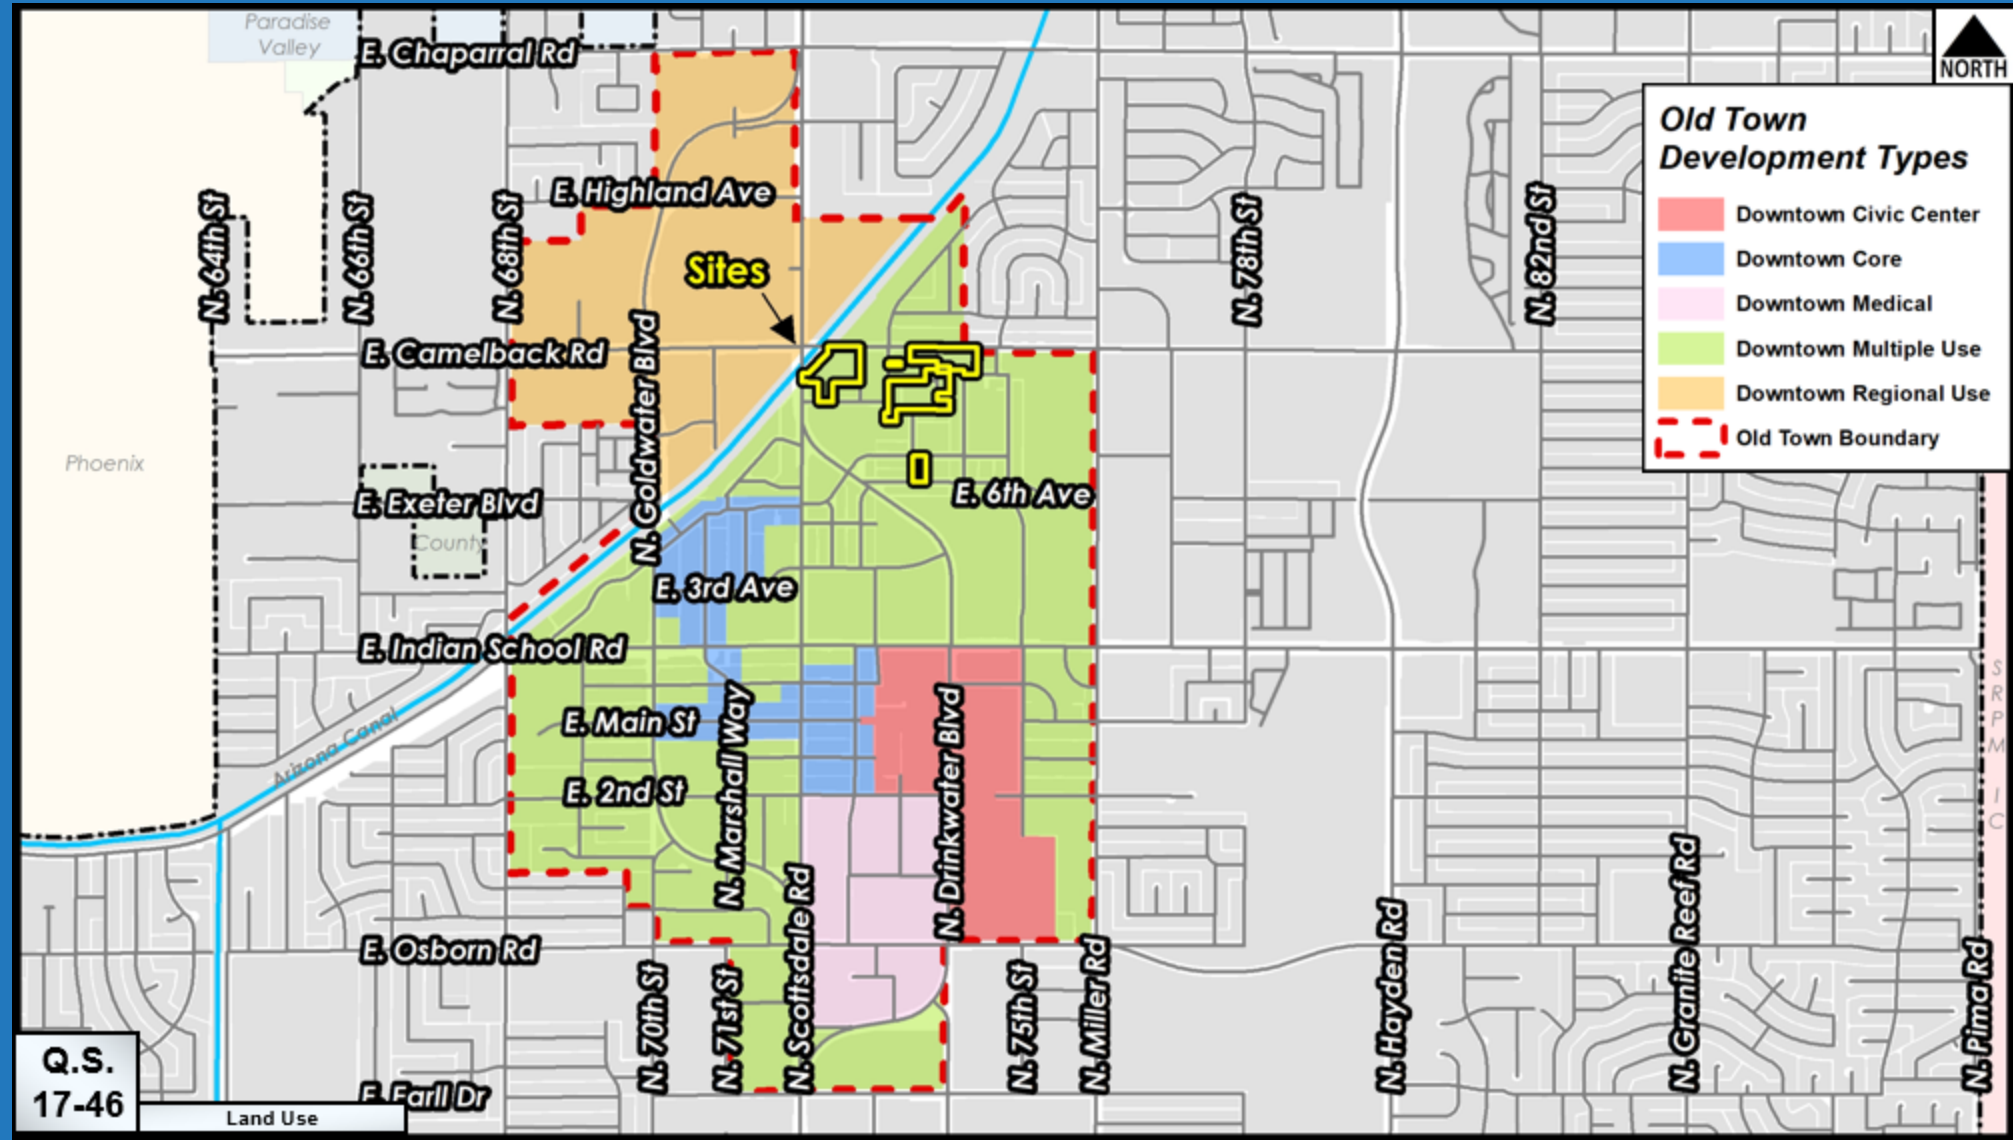 Paradise
Valley
E. Chaparral Rd
NORTH
Old Town
Development Types
Downtown Civic Center
Downtown Core
Downtown Medical
Downtown Multiple Use
Downtown Regional Use
Old Town Boundary
E. Highland Ave
N. 64th St
N. 66th St
N. 68th St
N. 78th St
N. 82nd St
Sites
E. Camelback Rd
N. Goldwater Blvd
Phoenix
E. Exeter Blvd
County
E. 6th Ave
E. 3rd Ave
E. Indian School Rd
Arizona Canal
E. Main St
E. 2nd St
N. Marshall Way
N. Scottsdale Rd
N. Drinkwater Blvd
S R P M I C
E. Osborn Rd
N. 70th St
N. 71st St
N. 75th St
N. Miller Rd
N. Hayden Rd
N. Granite Reef Rd
N. Pima Rd
Q.S.
17-46
E. Earll Dr
Land Use